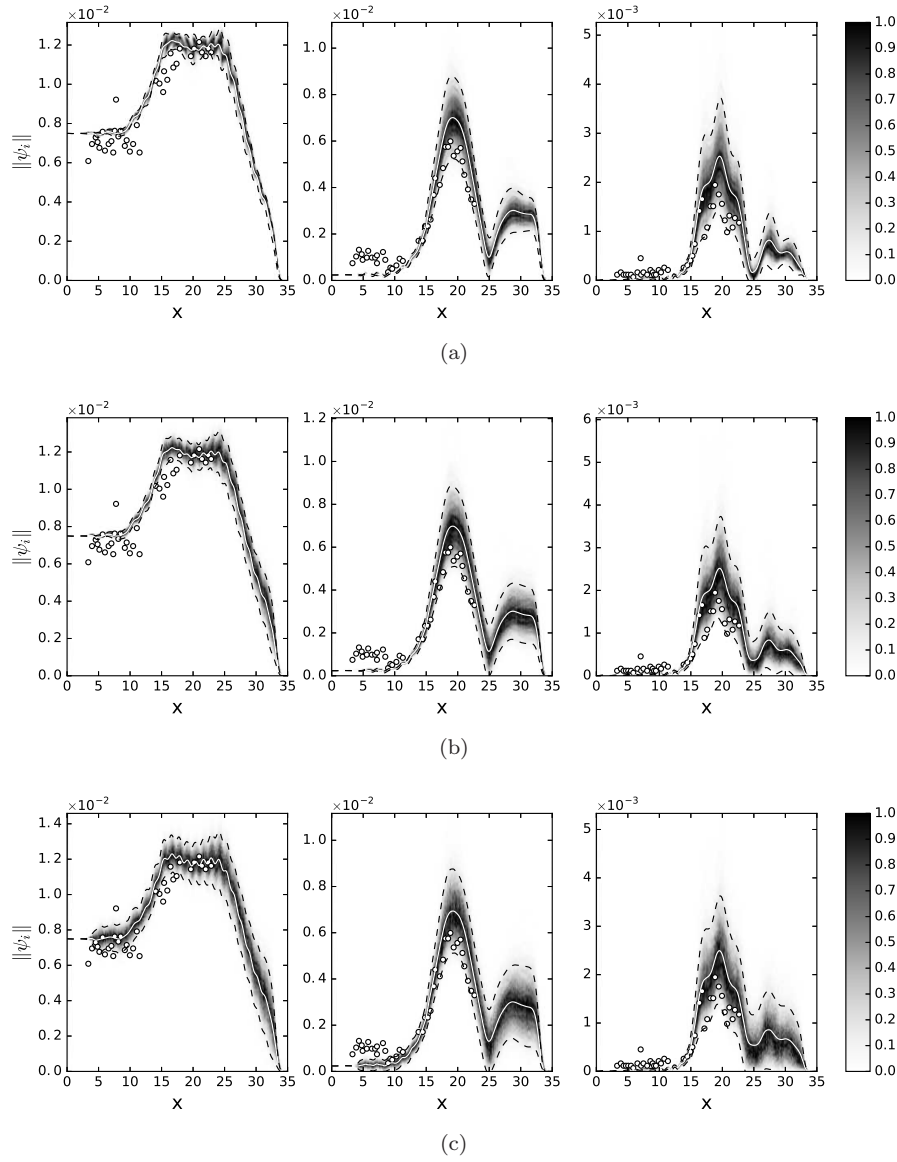 ×10⁻² ×10⁻² ×10⁻³
1.2 1.0 0.8 0.6 0.4 0.2 0.0
‖ψᵢ‖
1.0 0.8 0.6 0.4 0.2 0.0
5 4 3 2 1 0
1.0 0.9 0.8 0.7 0.6 0.5 0.4 0.3 0.2 0.1 0.0
0 5 10 15 20 25 30 35 0 5 10 15 20 25 30 35 0 5 10 15 20 25 30 35
x x x
(a)
×10⁻² ×10⁻² ×10⁻³
1.2 1.0 0.8 0.6 0.4 0.2 0.0
‖ψᵢ‖
1.2 1.0 0.8 0.6 0.4 0.2 0.0
6 5 4 3 2 1 0
1.0 0.9 0.8 0.7 0.6 0.5 0.4 0.3 0.2 0.1 0.0
0 5 10 15 20 25 30 35 0 5 10 15 20 25 30 35 0 5 10 15 20 25 30 35
x x x
(b)
×10⁻² ×10⁻² ×10⁻³
1.4 1.2 1.0 0.8 0.6 0.4 0.2 0.0
‖ψᵢ‖
1.0 0.8 0.6 0.4 0.2 0.0
5 4 3 2 1 0
1.0 0.9 0.8 0.7 0.6 0.5 0.4 0.3 0.2 0.1 0.0
0 5 10 15 20 25 30 35 0 5 10 15 20 25 30 35 0 5 10 15 20 25 30 35
x x x
(c)